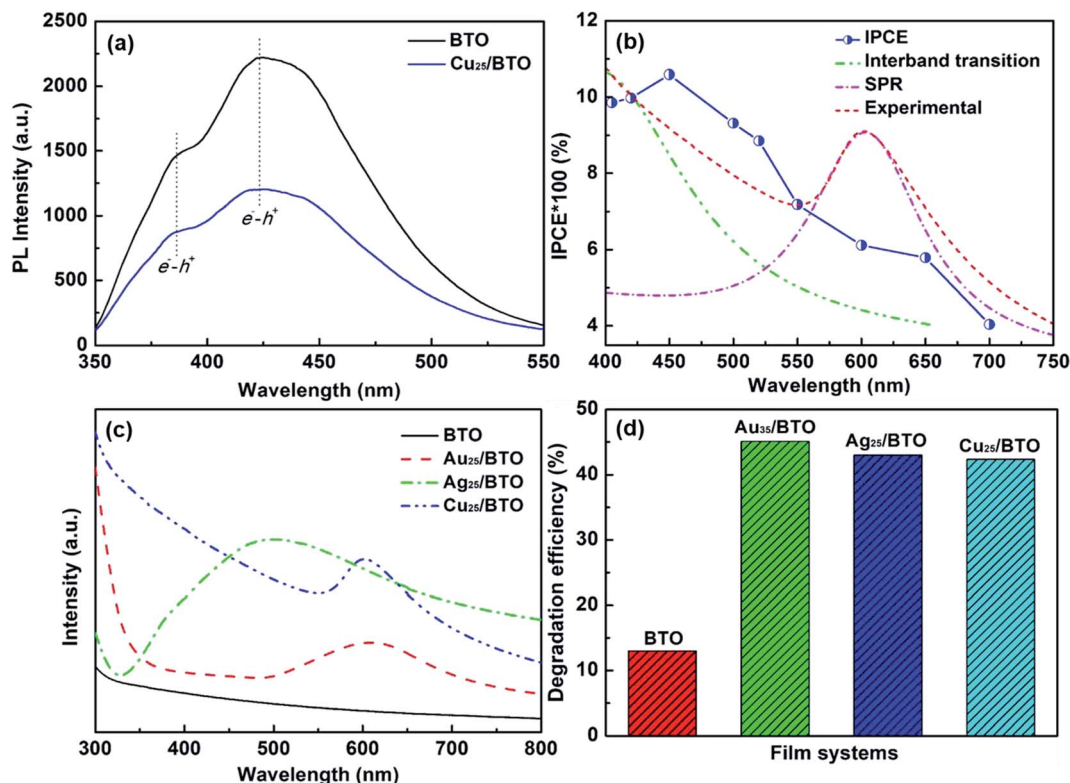 (a)
BTO
Cu25/BTO
e⁻-h⁺
e⁻-h⁺
PL Intensity (a.u.)
2500
2000
1500
1000
500
0
350 400 450 500 550
Wavelength (nm)
(b)
IPCE
Interband transition
SPR
Experimental
IPCE*100 (%)
12
10
8
6
4
400 450 500 550 600 650 700 750
Wavelength (nm)
(c)
BTO
Au25/BTO
Ag25/BTO
Cu25/BTO
Intensity (a.u.)
300 400 500 600 700 800
Wavelength (nm)
(d)
Au35/BTO
Ag25/BTO
Cu25/BTO
BTO
Degradation efficiency (%)
50
40
30
20
10
0
Film systems